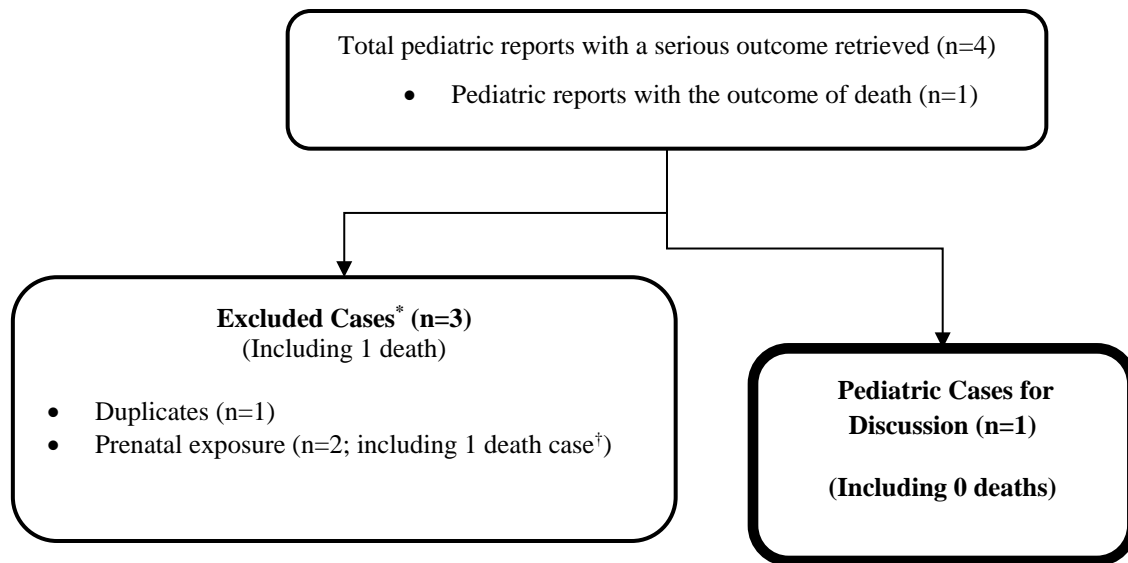 Total pediatric reports with a serious outcome retrieved (n=4)
• Pediatric reports with the outcome of death (n=1)
Excluded Cases* (n=3)
(Including 1 death)
• Duplicates (n=1)
• Prenatal exposure (n=2; including 1 death case†)
Pediatric Cases for
Discussion (n=1)
(Including 0 deaths)